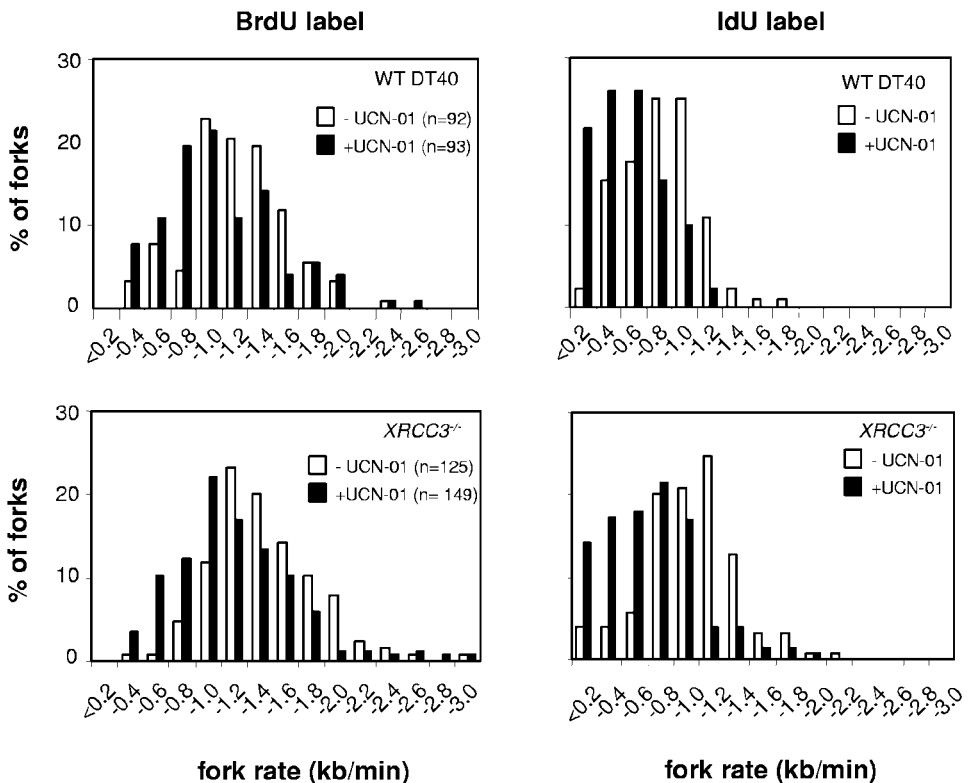 BrdU label
IdU label
% of forks
30
20
10
0
WT DT40
- UCN-01 (n=92)
+UCN-01 (n=93)
<0.2 -0.4 -0.6 -0.8 -1.0 -1.2 -1.4 -1.6 -1.8 -2.0 -2.2 -2.4 -2.6 -2.8 -3.0
WT DT40
- UCN-01
+UCN-01
<0.2 -0.4 -0.6 -0.8 -1.0 -1.2 -1.4 -1.6 -1.8 -2.0 -2.2 -2.4 -2.6 -2.8 -3.0
% of forks
30
20
10
0
XRCC3-/-
- UCN-01 (n=125)
+UCN-01 (n= 149)
<0.2 -0.4 -0.6 -0.8 -1.0 -1.2 -1.4 -1.6 -1.8 -2.0 -2.2 -2.4 -2.6 -2.8 -3.0
fork rate (kb/min)
XRCC3-/-
- UCN-01
+UCN-01
<0.2 -0.4 -0.6 -0.8 -1.0 -1.2 -1.4 -1.6 -1.8 -2.0 -2.2 -2.4 -2.6 -2.8 -3.0
fork rate (kb/min)